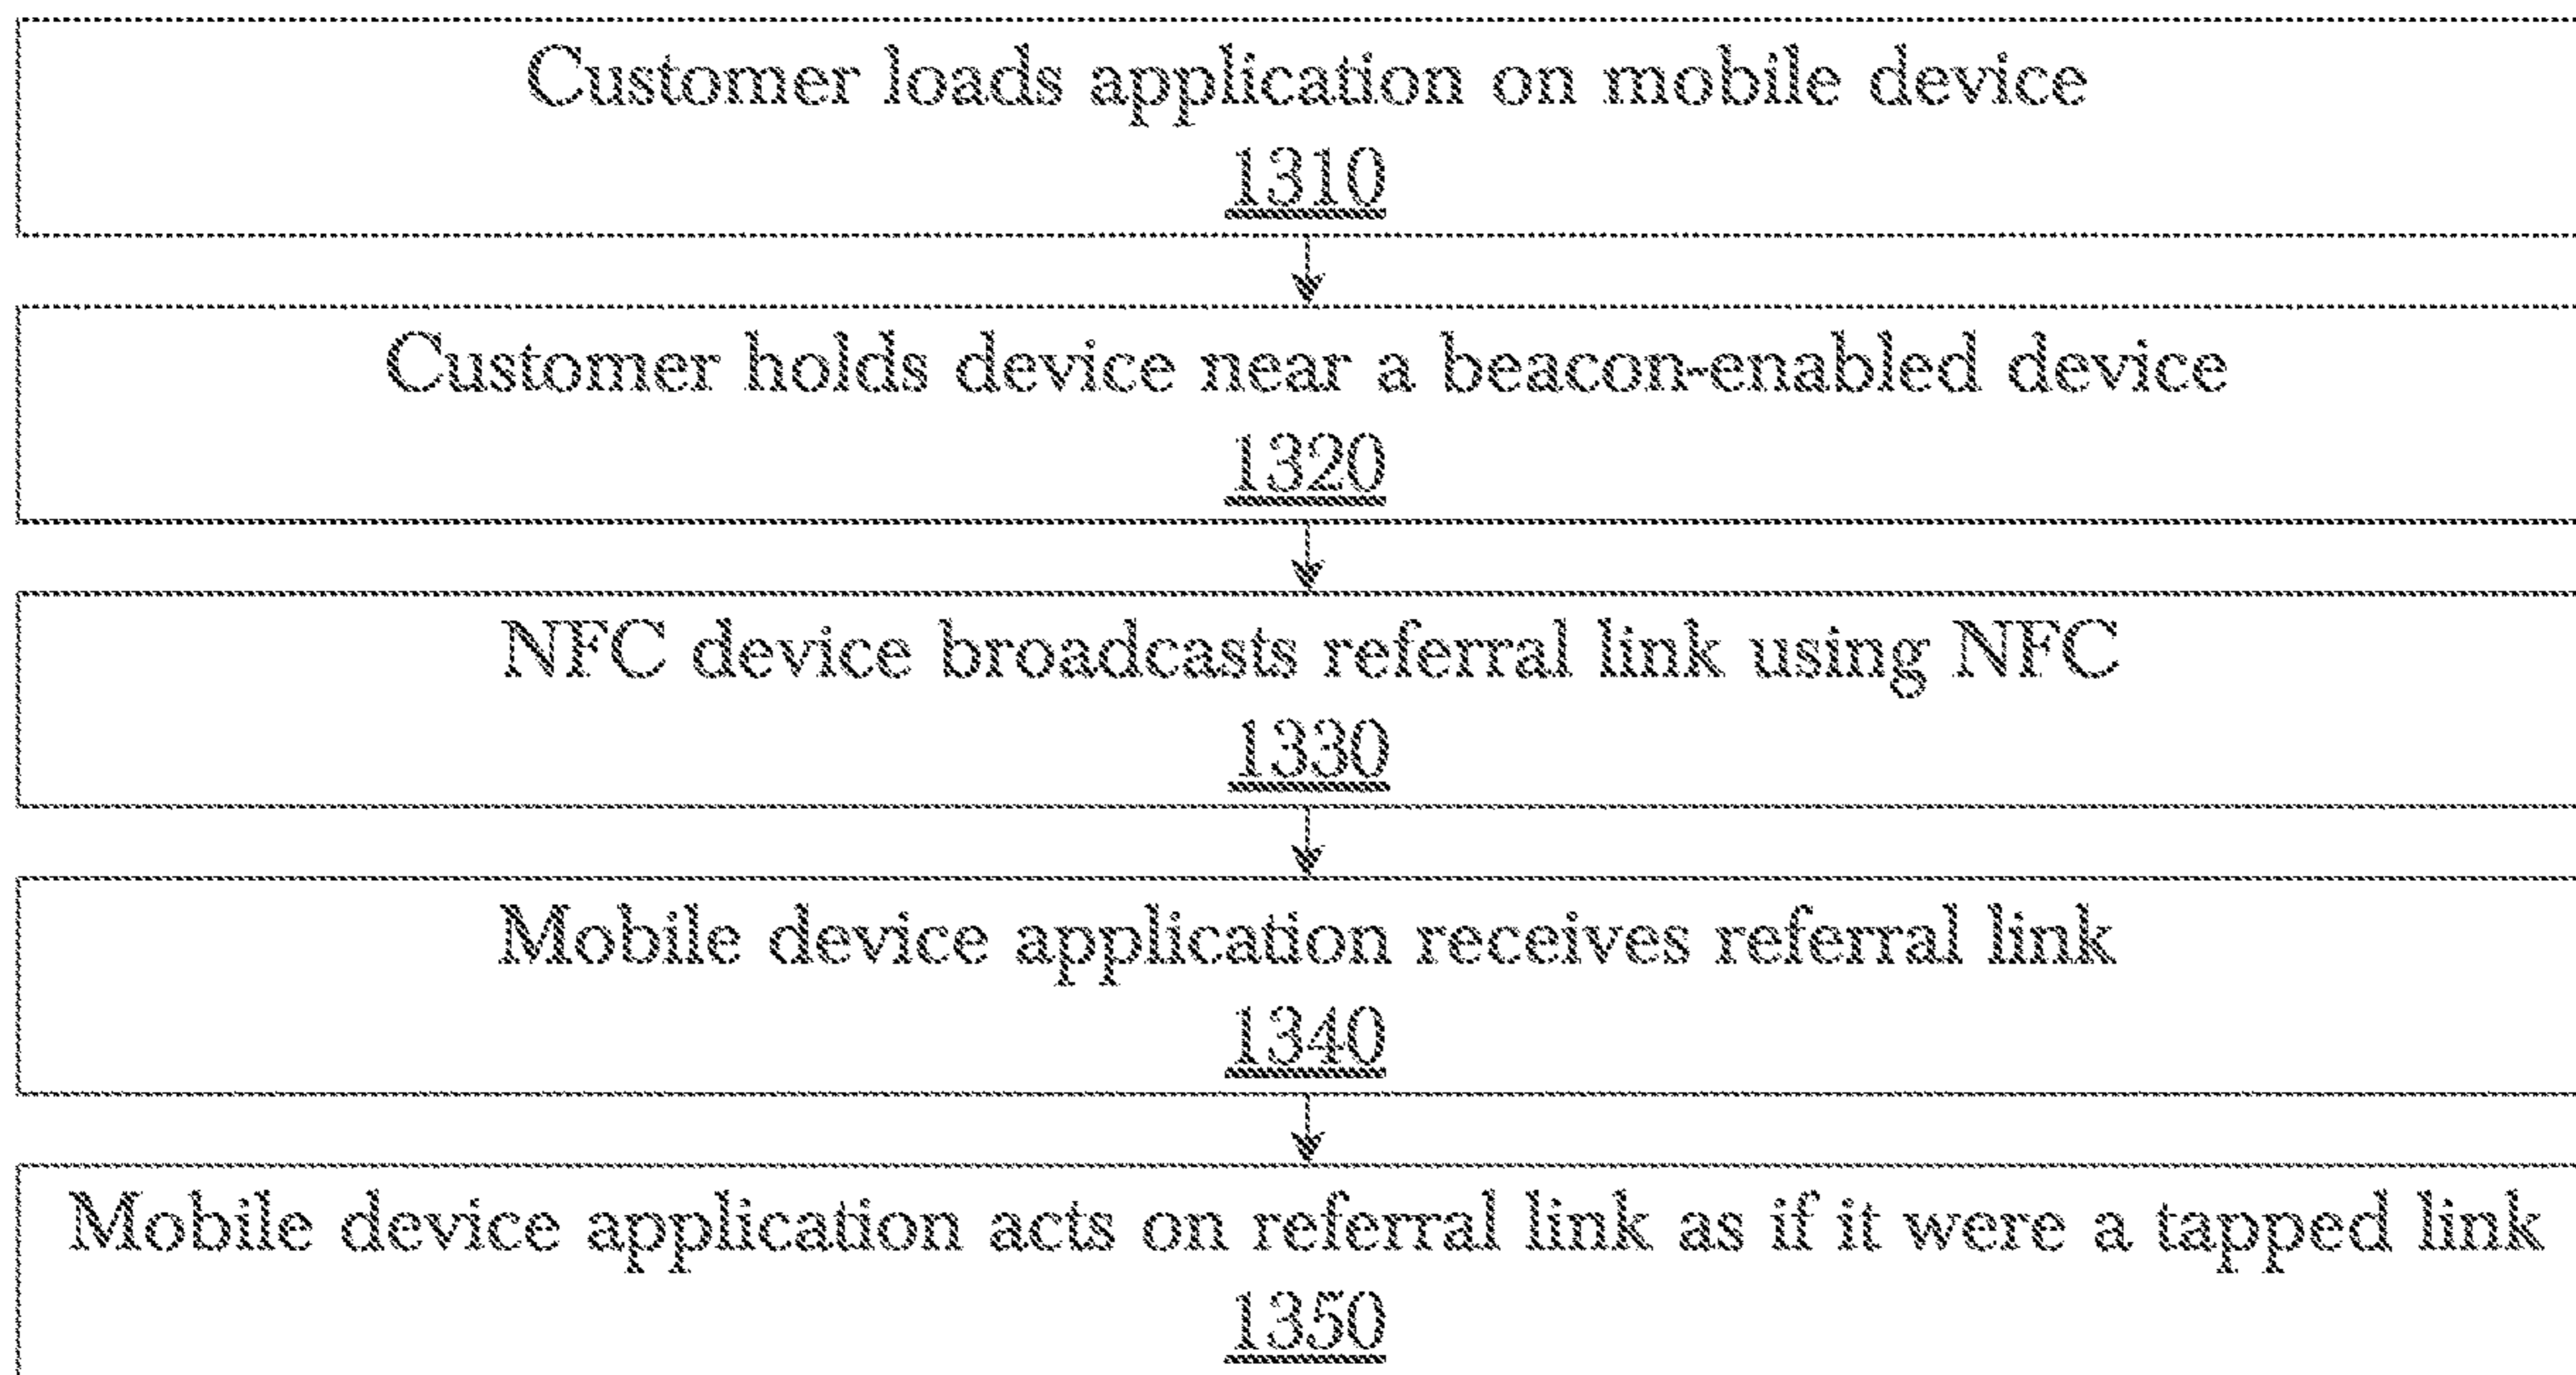 Customer loads application on mobile device
1310
Customer holds device near a beacon-enabled device
1320
NFC device broadcasts referral link using NFC
1330
Mobile device application receives referral link
1340
Mobile device application acts on referral link as if it were a tapped link
1350